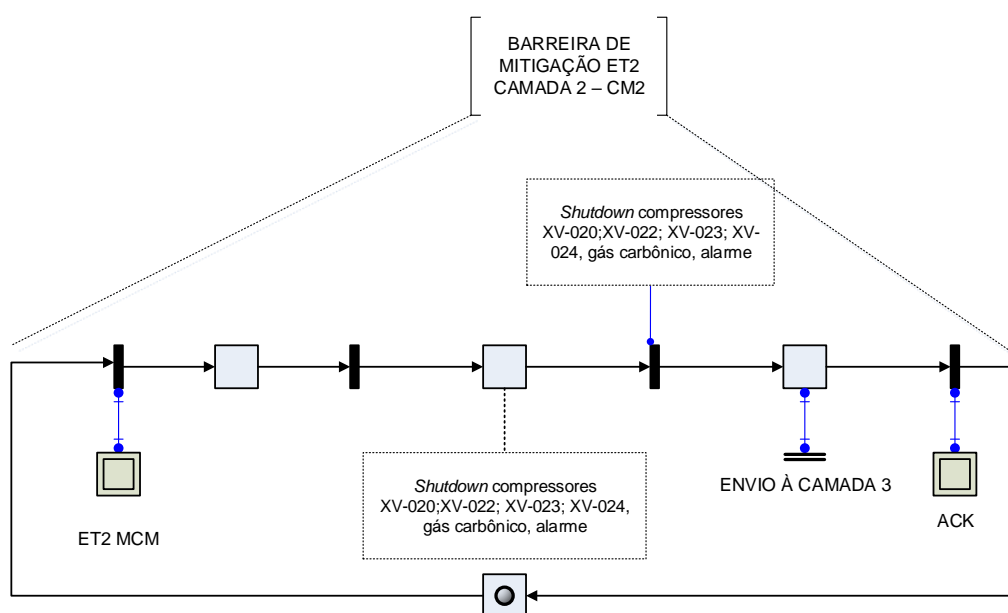 BARREIRA DE
MITIGAÇÃO ET2
CAMADA 2 – CM2
Shutdown compressores
XV-020;XV-022; XV-023; XV-
024, gás carbônico, alarme
Shutdown compressores
XV-020;XV-022; XV-023; XV-024,
gás carbônico, alarme
ET2 MCM
ENVIO À CAMADA 3
ACK